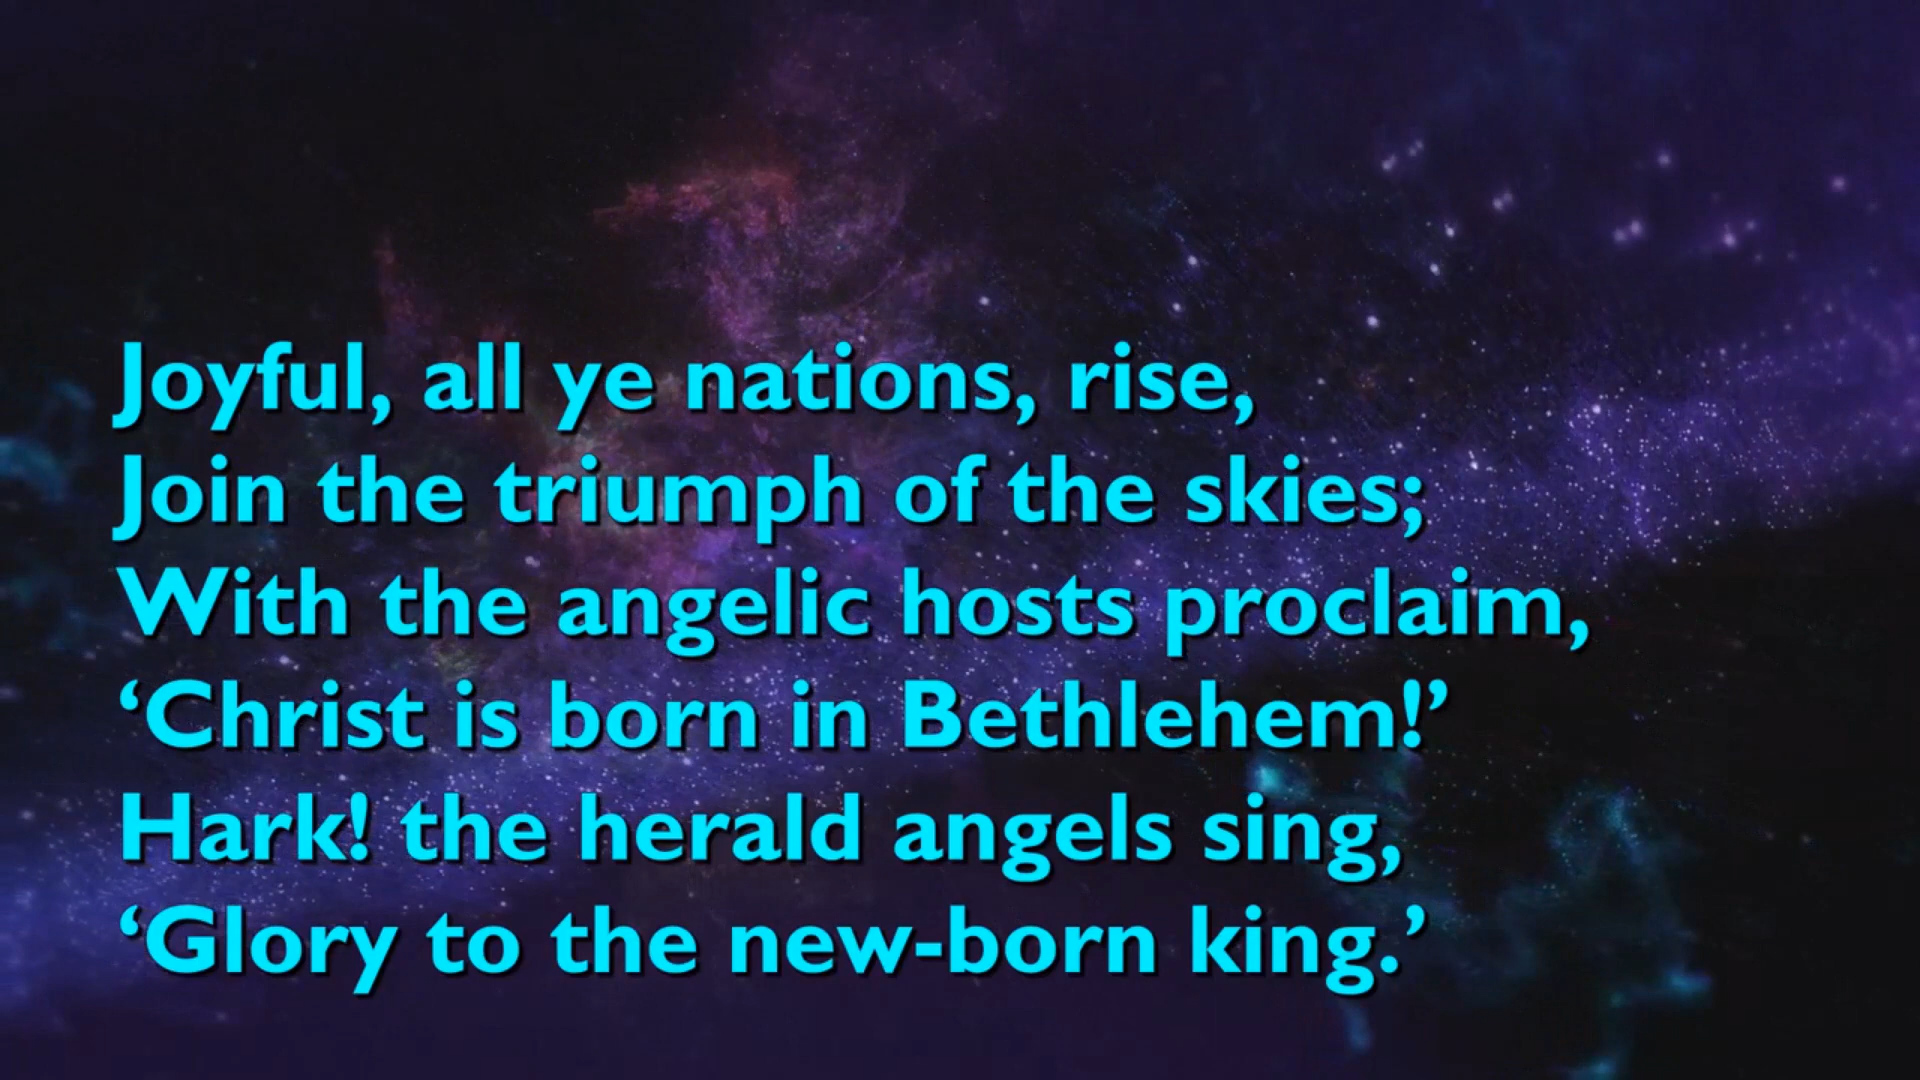 Joyful, all ye nations, rise,
Join the triumph of the skies;
With the angelic hosts proclaim,
‘Christ is born in Bethlehem!’
Hark! the herald angels sing,
‘Glory to the new-born king.’